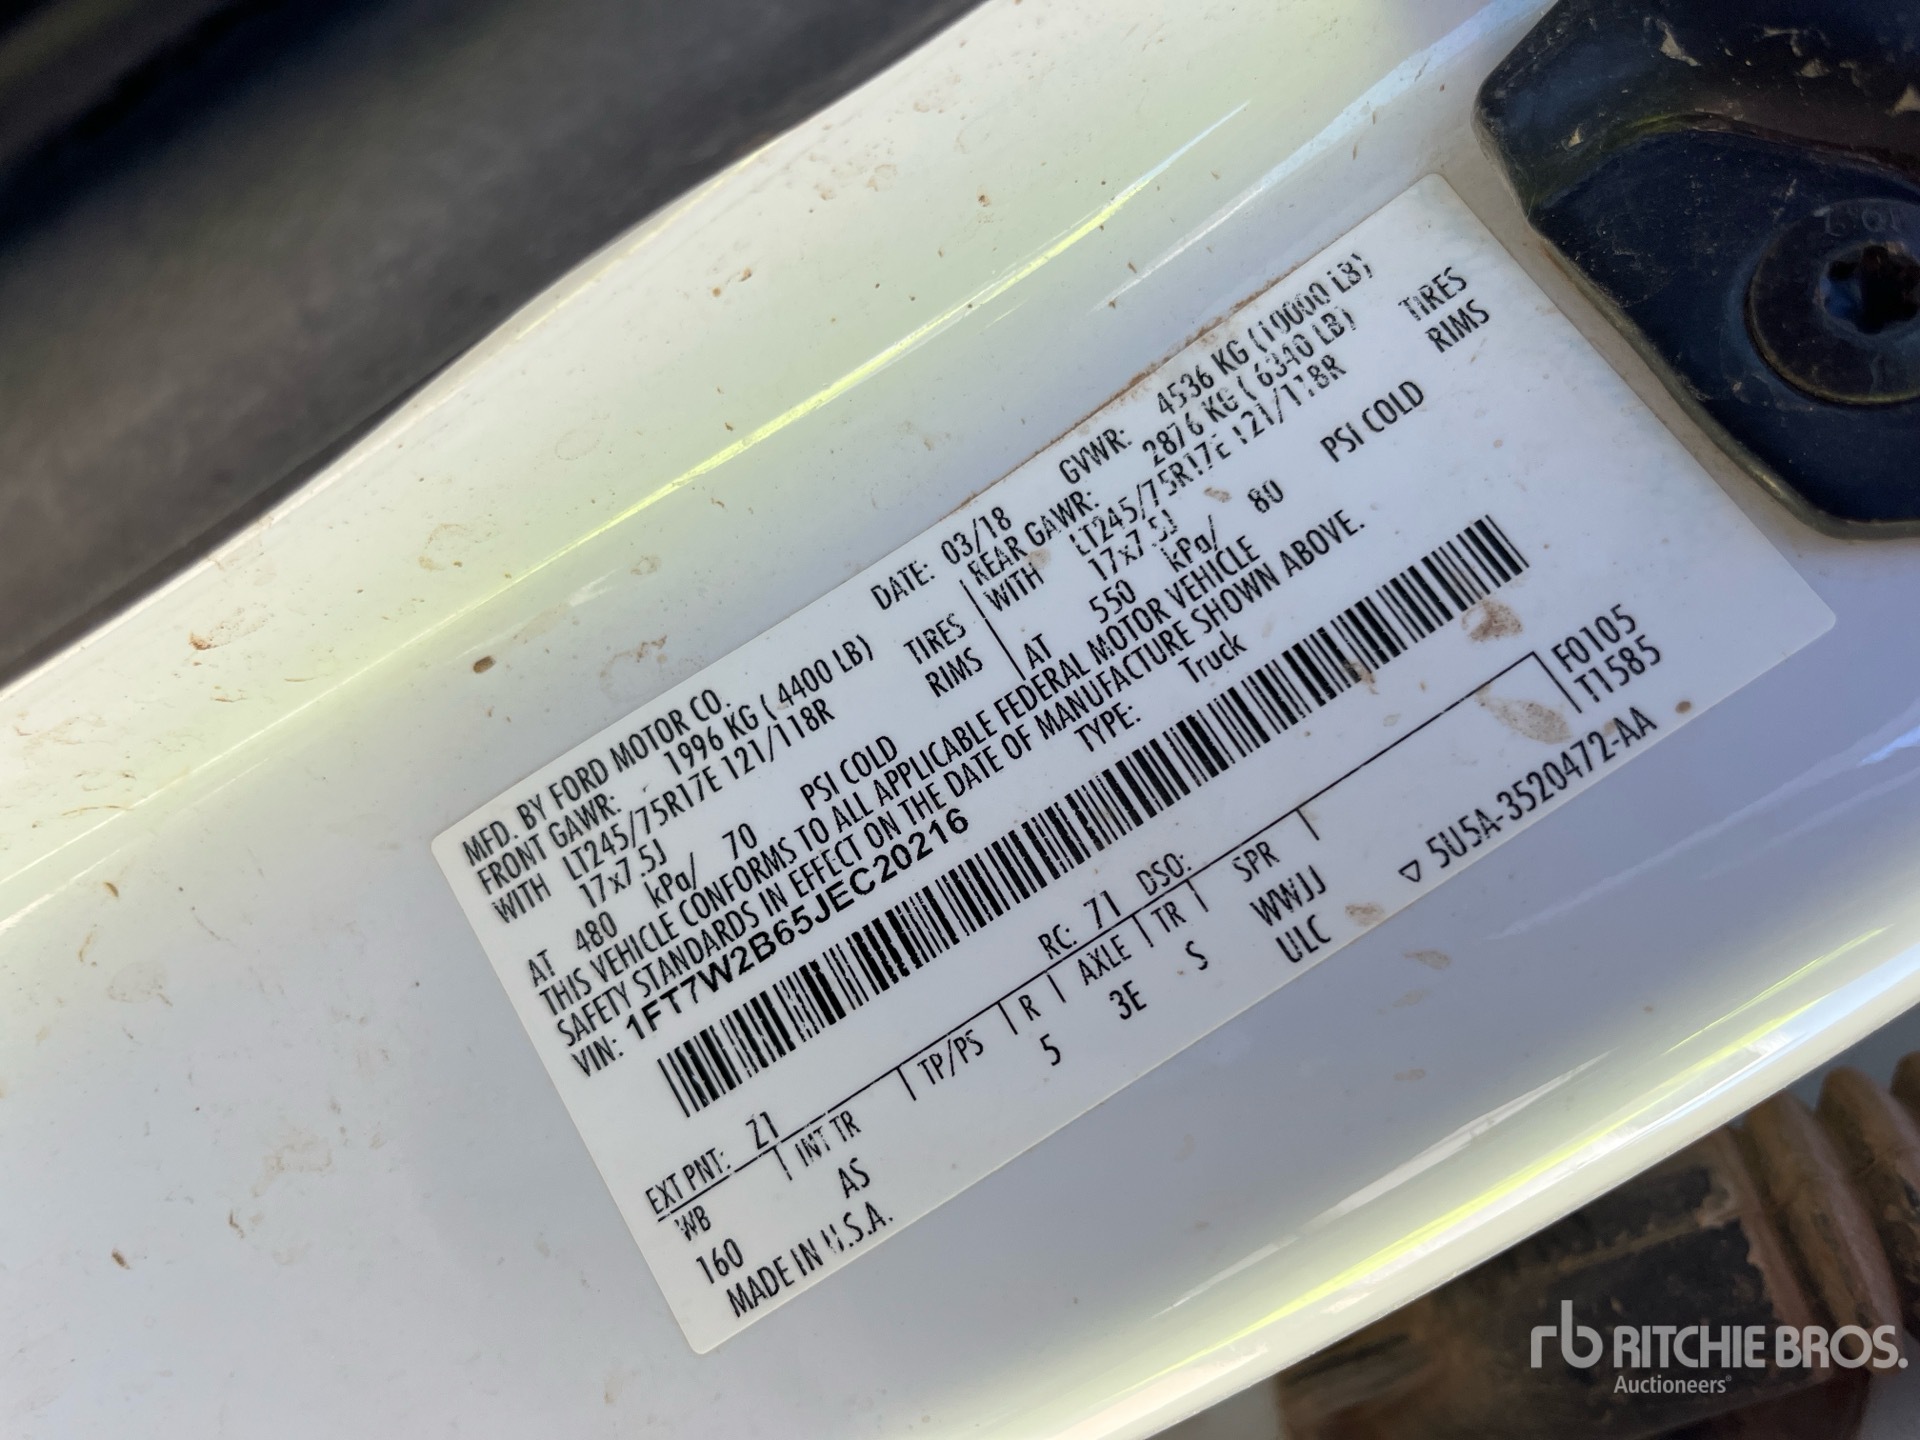 MFD. BY FORD MOTOR CO. DATE: 03/18 GVWR: 4536 KG (10000 LB)
FRONT GAWR: 1996 KG ( 4400 LB) REAR GAWR: 2876 KG ( 6340 LB)
WITH LT245/75R17E 121/118R TIRES WITH LT245/75R17E 121/118R TIRES
17x7.5J RIMS 17x7.5J RIMS
AT 480 kPa/ 70 PSI COLD AT 550 kPa/ 80 PSI COLD
THIS VEHICLE CONFORMS TO ALL APPLICABLE FEDERAL MOTOR VEHICLE
SAFETY STANDARDS IN EFFECT ON THE DATE OF MANUFACTURE SHOWN ABOVE.
VIN: 1FT7W2B65JEC20216 TYPE: Truck
F0105
T1585
EXT PNT: Z1 RC: 71 DSO:
WB INT TR TP/PS R AXLE TR SPR
160 AS 5 3E S WWJJ
MADE IN U.S.A. ULC
▽ 5U5A-3520472-AA
rb RITCHIE BROS.
Auctioneers